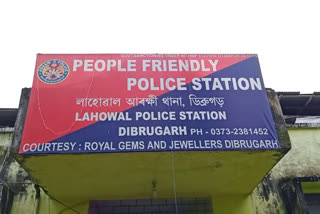 PEOPLE FRIENDLY
POLICE STATION
লাহোৱাল আৰক্ষী থানা, ডিব্ৰুগড়
LAHOWAL POLICE STATION
DIBRUGARH PH - 0373-2381452
COURTESY : ROYAL GEMS AND JEWELLERS DIBRUGARH